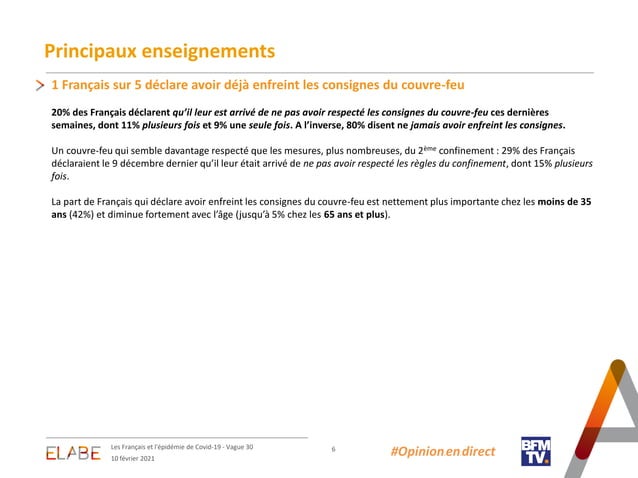 Principaux enseignements
1 Français sur 5 déclare avoir déjà enfreint les consignes du couvre-feu
20% des Français déclarent qu’il leur est arrivé de ne pas avoir respecté les consignes du couvre-feu ces dernières
semaines, dont 11% plusieurs fois et 9% une seule fois. A l’inverse, 80% disent ne jamais avoir enfreint les consignes.
Un couvre-feu qui semble davantage respecté que les mesures, plus nombreuses, du 2ème confinement : 29% des Français
déclaraient le 9 décembre dernier qu’il leur était arrivé de ne pas avoir respecté les règles du confinement, dont 15% plusieurs
fois.
La part de Français qui déclare avoir enfreint les consignes du couvre-feu est nettement plus importante chez les moins de 35
ans (42%) et diminue fortement avec l’âge (jusqu’à 5% chez les 65 ans et plus).
ELABE
Les Français et l'épidémie de Covid-19 - Vague 30
10 février 2021
6
#Opinion en direct
BFM
TV.